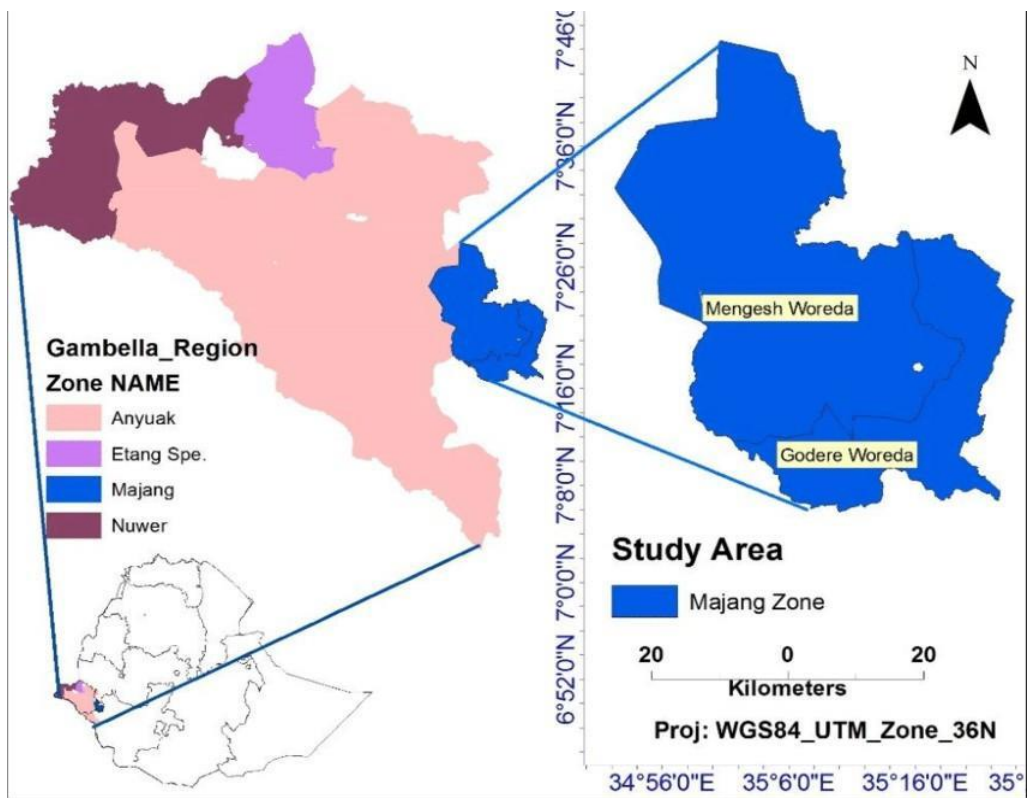 Gambella_Region
Zone NAME
Anyuak
Etang Spe.
Majang
Nuwer
7°46'0"N
7°36'0"N
7°26'0"N
7°16'0"N
7°8'0"N
7°0'0"N
6°52'0"N
N
Mengesh Woreda
Godere Woreda
Study Area
Majang Zone
20 0 20
Kilometers
Proj: WGS84_UTM_Zone_36N
34°56'0"E 35°6'0"E 35°16'0"E 35°